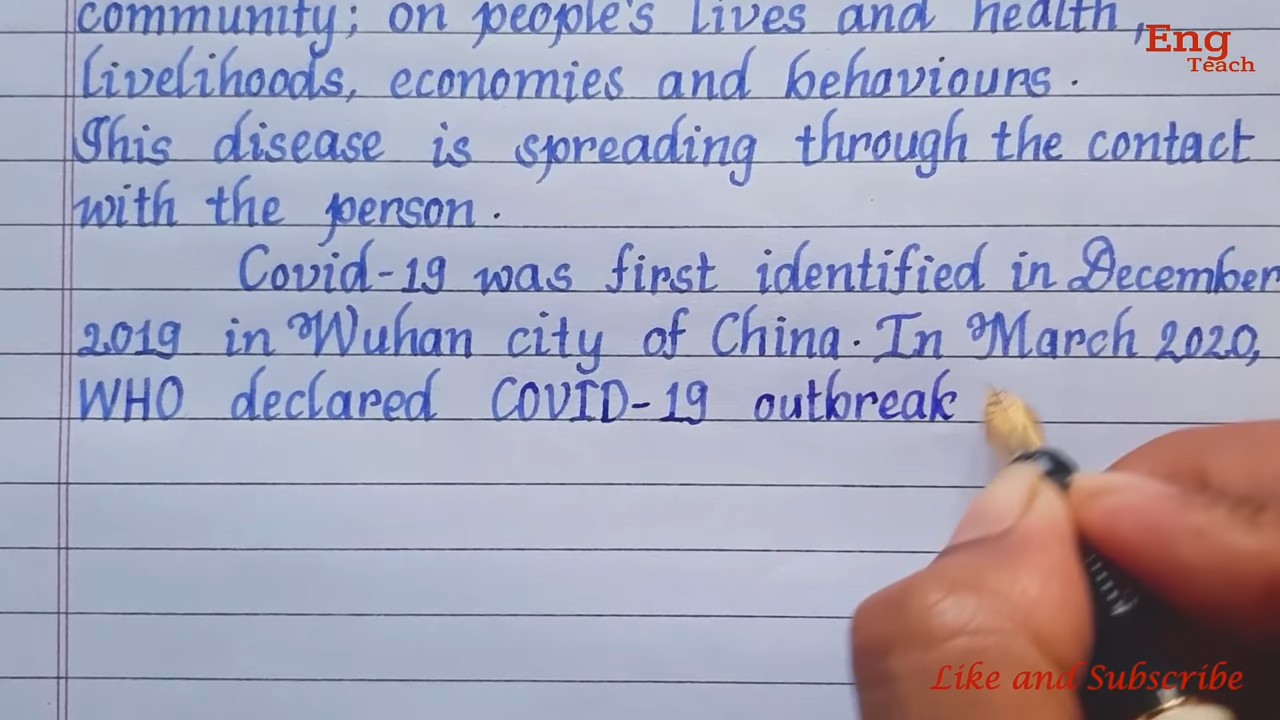 community; on people's lives and health,
livelihoods, economies and behaviours.
This disease is spreading through the contact
with the person.
Covid-19 was first identified in December
2019 in Wuhan city of China. In March 2020,
WHO declared COVID-19 outbreak
Eng
Teach
Like and Subscribe